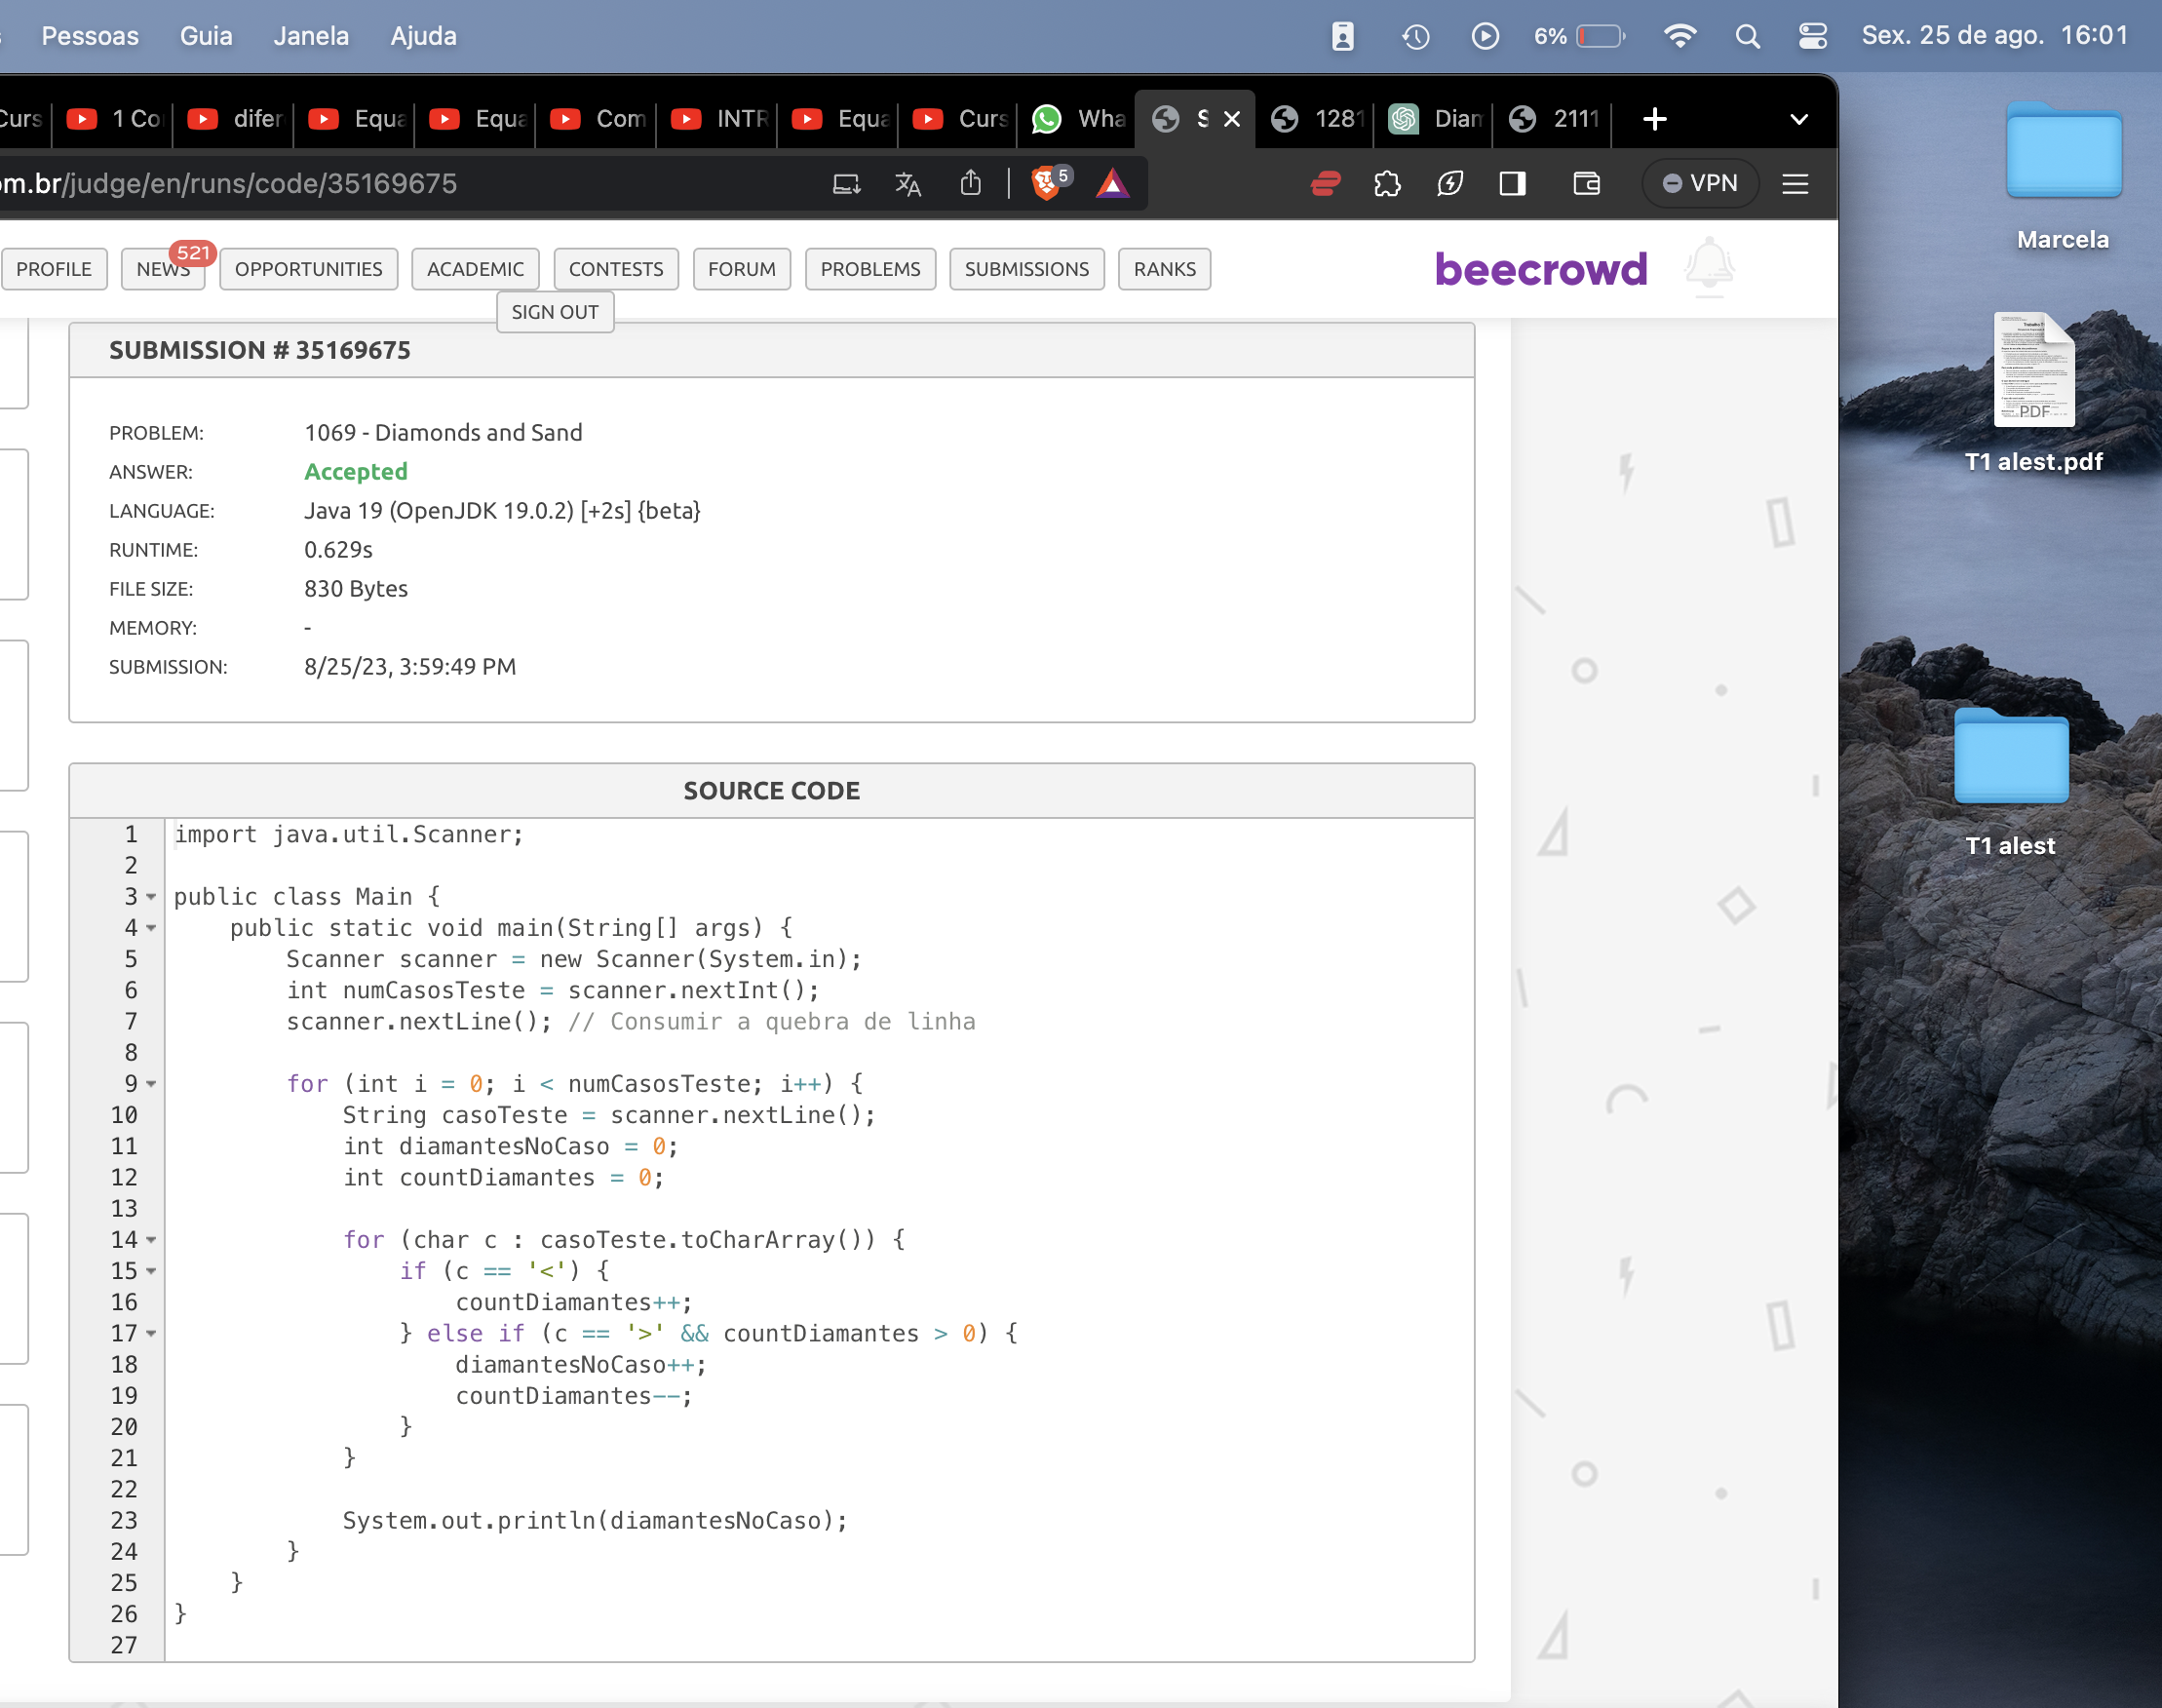 Pessoas Guia Janela Ajuda 6% Sex. 25 de ago. 16:01
Curs 1 Co difer Equa Equa Com INTR Equa Curs Wha S 1281 Diam 2111
om.br/judge/en/runs/code/35169675 5 VPN
PROFILE NEWS 521 OPPORTUNITIES ACADEMIC CONTESTS FORUM PROBLEMS SUBMISSIONS RANKS beecrowd
SIGN OUT
SUBMISSION # 35169675
PROBLEM: 1069 - Diamonds and Sand
ANSWER: Accepted
LANGUAGE: Java 19 (OpenJDK 19.0.2) [+2s] {beta}
RUNTIME: 0.629s
FILE SIZE: 830 Bytes
MEMORY: -
SUBMISSION: 8/25/23, 3:59:49 PM
SOURCE CODE
1 import java.util.Scanner;
2
3 public class Main {
4 public static void main(String[] args) {
5 Scanner scanner = new Scanner(System.in);
6 int numCasosTeste = scanner.nextInt();
7 scanner.nextLine(); // Consumir a quebra de linha
8
9 for (int i = 0; i < numCasosTeste; i++) {
10 String casoTeste = scanner.nextLine();
11 int diamantesNoCaso = 0;
12 int countDiamantes = 0;
13
14 for (char c : casoTeste.toCharArray()) {
15 if (c == '<') {
16 countDiamantes++;
17 } else if (c == '>' && countDiamantes > 0) {
18 diamantesNoCaso++;
19 countDiamantes--;
20 }
21 }
22
23 System.out.println(diamantesNoCaso);
24 }
25 }
26 }
27
Marcela
PDF
T1 alest.pdf
T1 alest